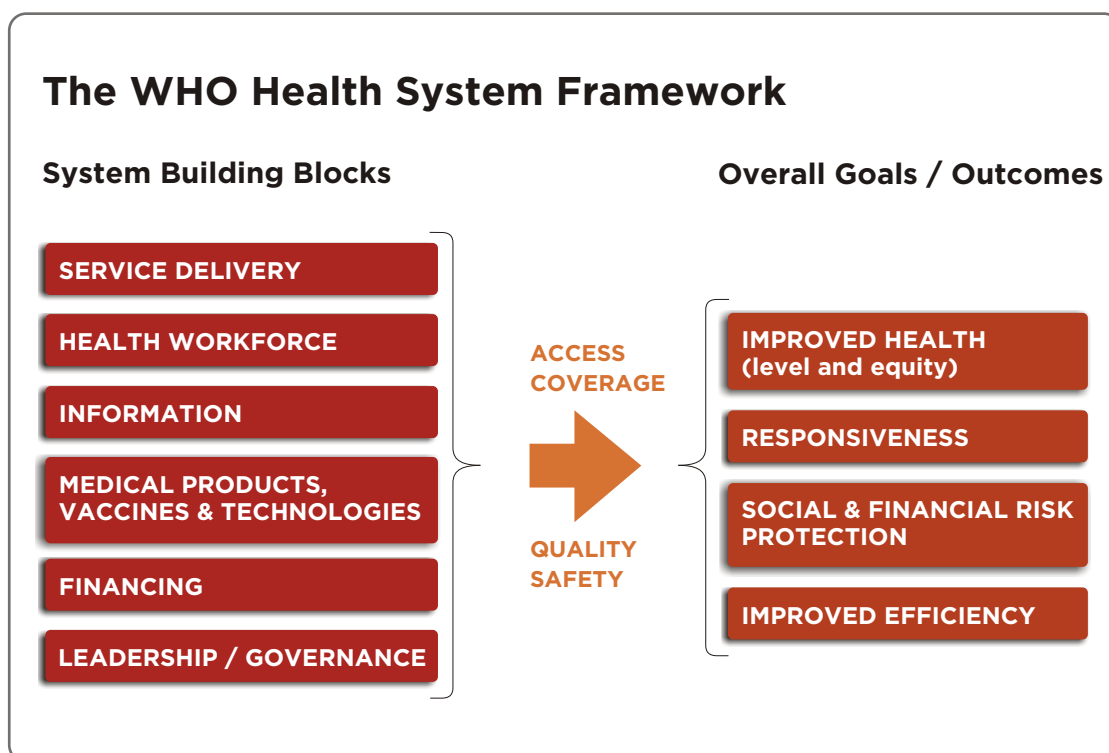 The WHO Health System Framework
System Building Blocks
SERVICE DELIVERY
HEALTH WORKFORCE
INFORMATION
MEDICAL PRODUCTS,
VACCINES & TECHNOLOGIES
FINANCING
LEADERSHIP / GOVERNANCE
ACCESS
COVERAGE
QUALITY
SAFETY
Overall Goals / Outcomes
IMPROVED HEALTH
(level and equity)
RESPONSIVENESS
SOCIAL & FINANCIAL RISK
PROTECTION
IMPROVED EFFICIENCY